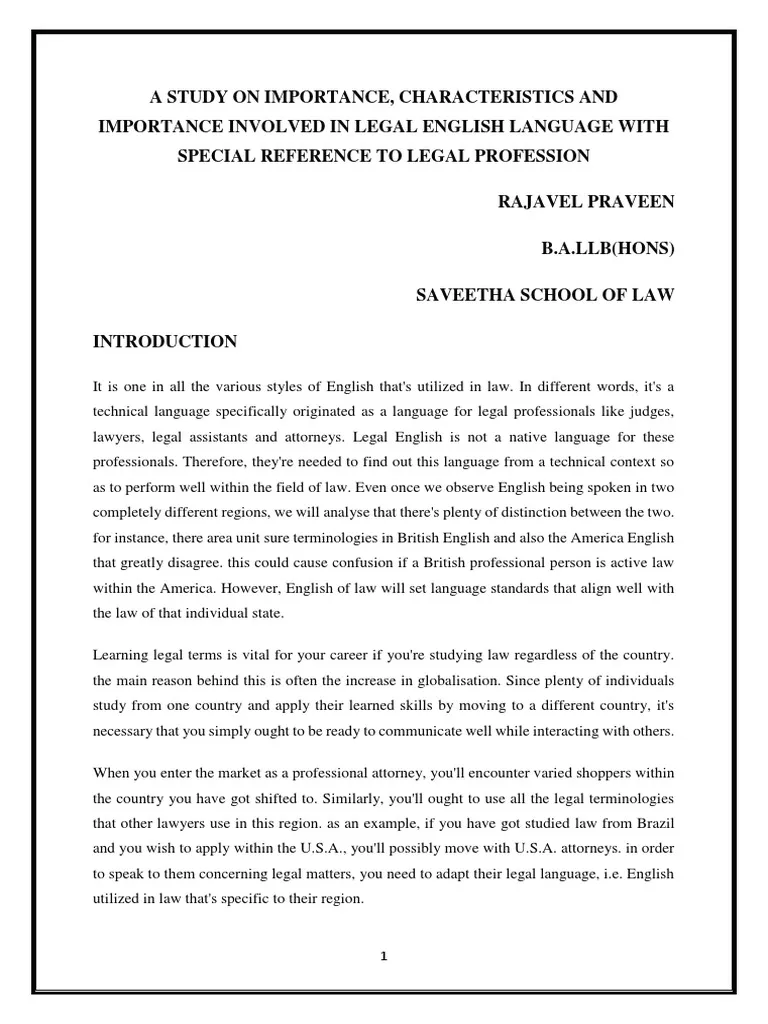 A STUDY ON IMPORTANCE, CHARACTERISTICS AND
IMPORTANCE INVOLVED IN LEGAL ENGLISH LANGUAGE WITH
SPECIAL REFERENCE TO LEGAL PROFESSION
RAJAVEL PRAVEEN
B.A.LLB(HONS)
SAVEETHA SCHOOL OF LAW
INTRODUCTION
It is one in all the various styles of English that's utilized in law. In different words, it's a
technical language specifically originated as a language for legal professionals like judges,
lawyers, legal assistants and attorneys. Legal English is not a native language for these
professionals. Therefore, they're needed to find out this language from a technical context so
as to perform well within the field of law. Even once we observe English being spoken in two
completely different regions, we will analyse that there's plenty of distinction between the two.
for instance, there area unit sure terminologies in British English and also the America English
that greatly disagree. this could cause confusion if a British professional person is active law
within the America. However, English of law will set language standards that align well with
the law of that individual state.
Learning legal terms is vital for your career if you're studying law regardless of the country.
the main reason behind this is often the increase in globalisation. Since plenty of individuals
study from one country and apply their learned skills by moving to a different country, it's
necessary that you simply ought to be ready to communicate well while interacting with others.
When you enter the market as a professional attorney, you'll encounter varied shoppers within
the country you have got shifted to. Similarly, you'll ought to use all the legal terminologies
that other lawyers use in this region. as an example, if you have got studied law from Brazil
and you wish to apply within the U.S.A., you'll possibly move with U.S.A. attorneys. in order
to speak to them concerning legal matters, you need to adapt their legal language, i.e. English
utilized in law that's specific to their region.
1